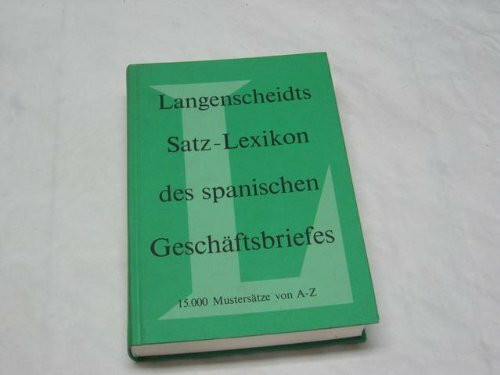 Langenscheidts
Satz-Lexikon
des spanischen
Geschäftsbriefes
15.000 Mustersätze von A-Z